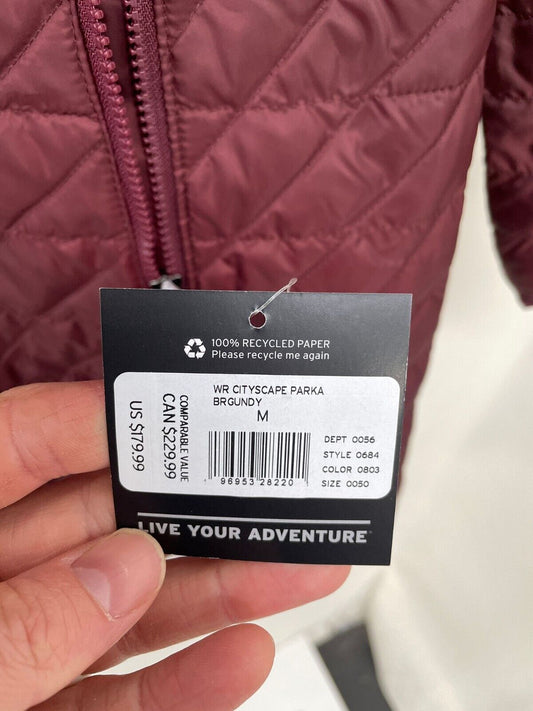 100% RECYCLED PAPER
Please recycle me again
WR CITYSCAPE PARKA
BRGUNDY
M
COMPARABLE VALUE
CAN $229.99
US $179.99
DEPT 0056
STYLE 0684
COLOR 0803
SIZE 0050
96953 28220
LIVE YOUR ADVENTURE